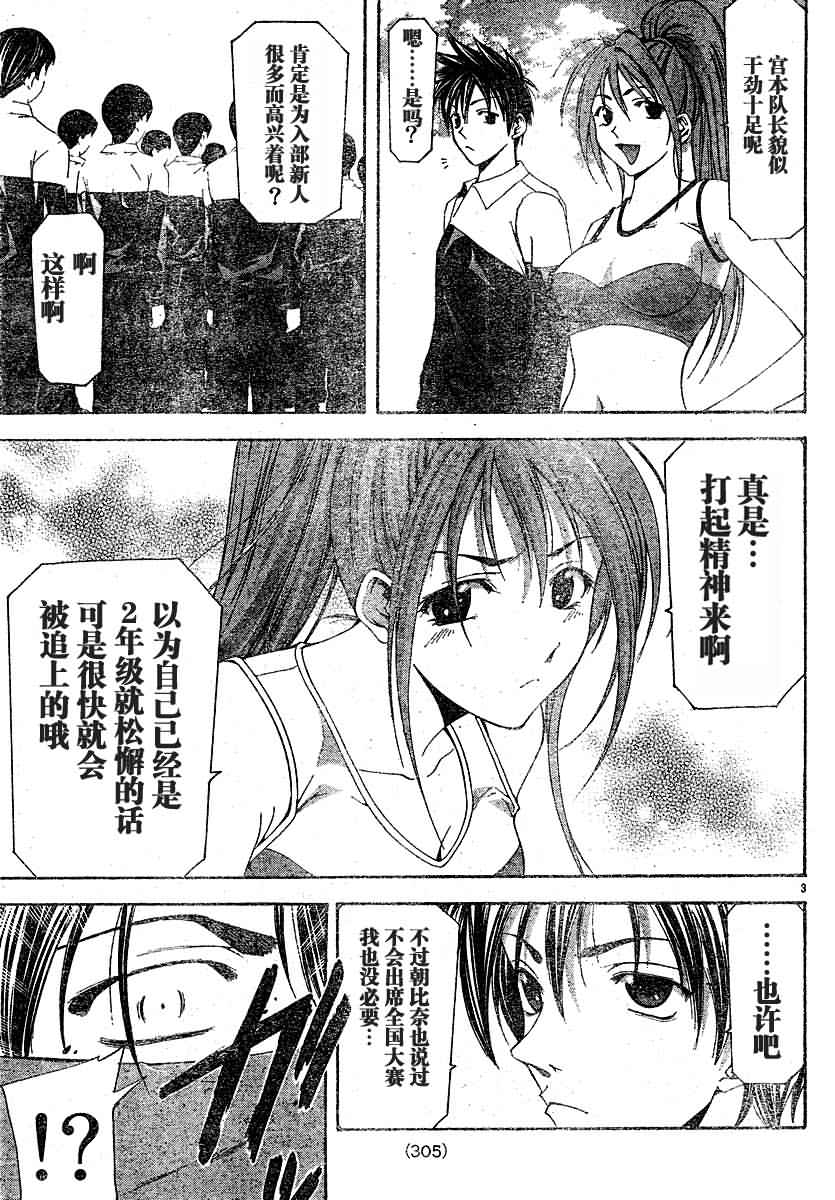 宫本队长貌似
干劲十足呢
嗯……是吗？
肯定是为入部新人
很多而高兴着呢？
啊
这样啊
真是…
打起精神来啊
以为自己已经是
2年级就松懈的话
可是很快就会
被追上的哦
3
……也许吧
不过朝比奈也说过
不会出席全国大赛
我也没必要…
!?
(305)